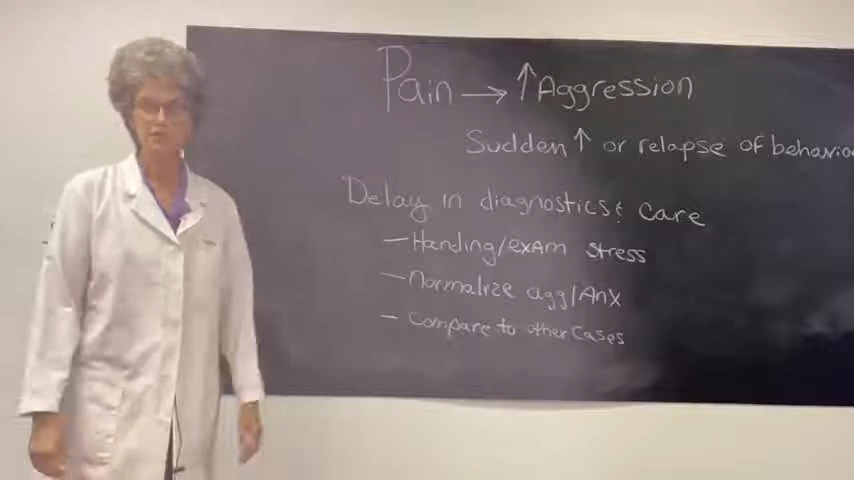 Pain → ↑ Aggression
Sudden ↑ or relapse of behavio
Delay in diagnostics & care
- Handling/exam stress
- Normalize agg/Anx
- Compare to other cases